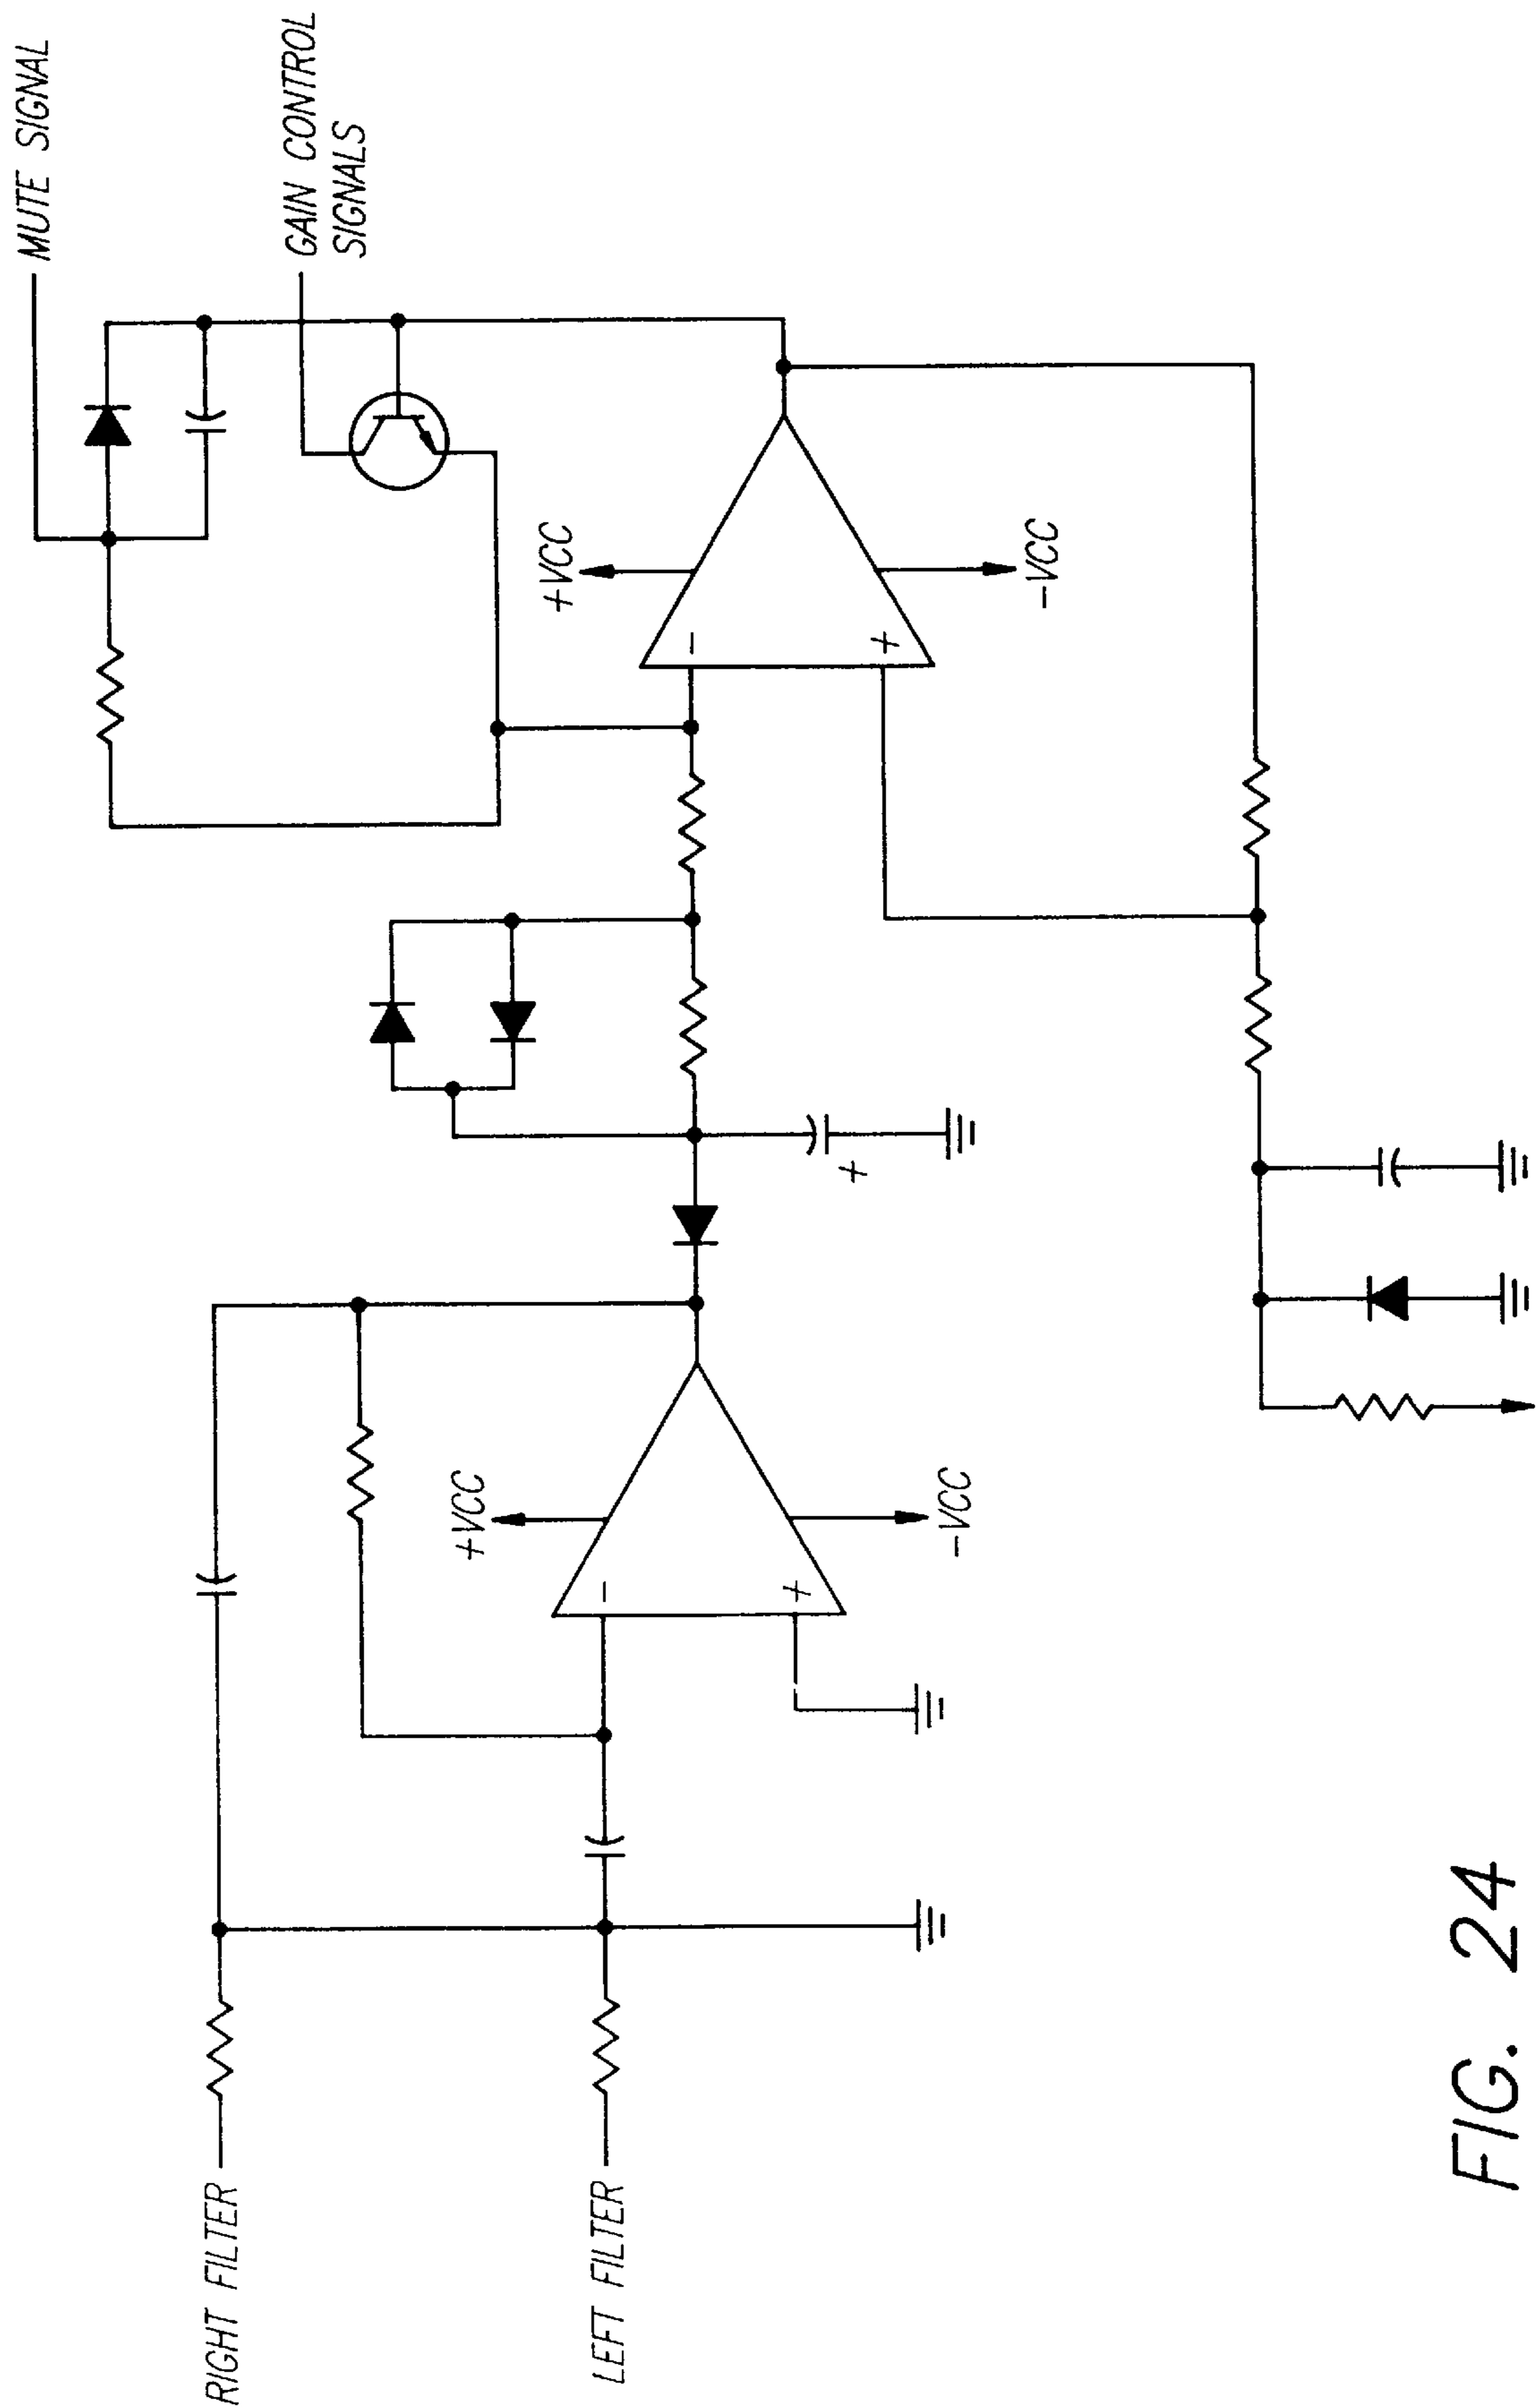 MUTE SIGNAL
GAIN CONTROL
SIGNALS
+VCC
-
+
-VCC
+
+VCC
-
+
-VCC
RIGHT FILTER
LEFT FILTER
FIG. 24